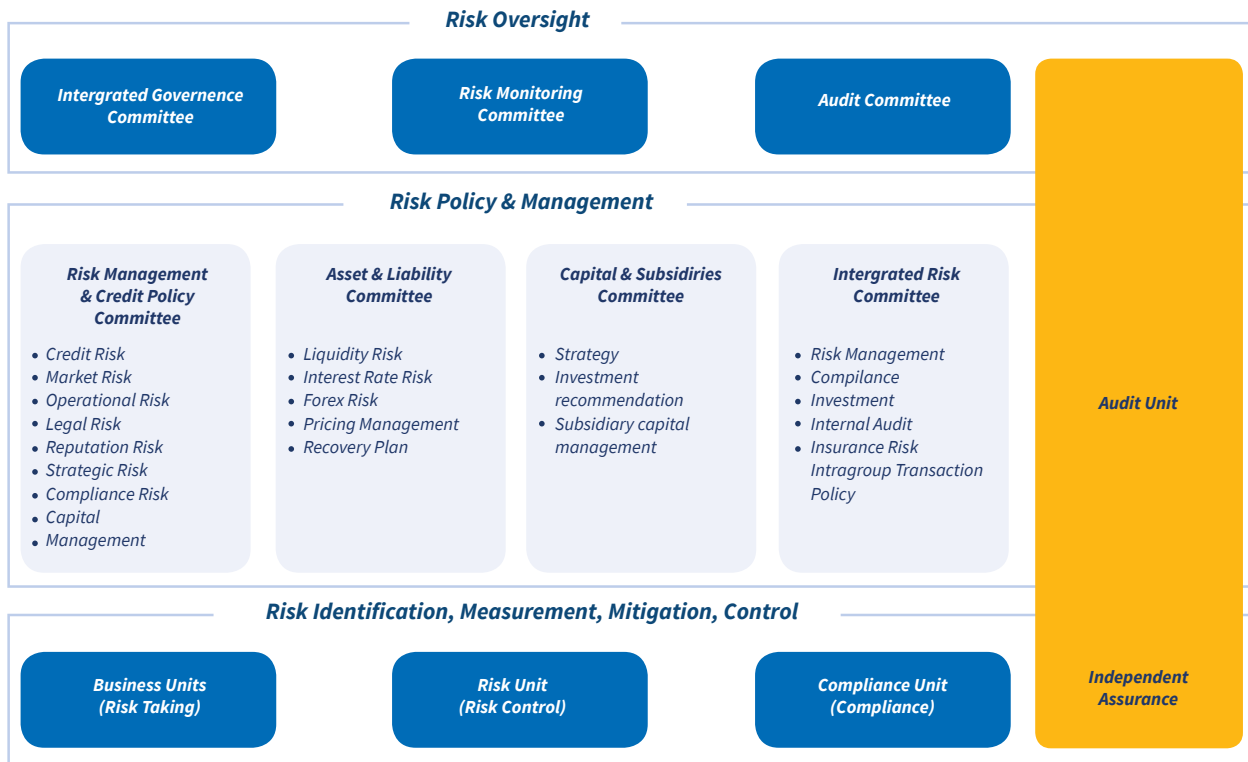 Risk Oversight
Intergrated Governence
Committee
Risk Monitoring
Committee
Audit Committee
Risk Policy & Management
Risk Management
& Credit Policy
Committee
• Credit Risk
• Market Risk
• Operational Risk
• Legal Risk
• Reputation Risk
• Strategic Risk
• Compliance Risk
• Capital
• Management
Asset & Liability
Committee
• Liquidity Risk
• Interest Rate Risk
• Forex Risk
• Pricing Management
• Recovery Plan
Capital & Subsidiries
Committee
• Strategy
• Investment
recommendation
• Subsidiary capital
management
Intergrated Risk
Committee
• Risk Management
• Compilance
• Investment
• Internal Audit
• Insurance Risk
Intragroup Transaction
Policy
Audit Unit
Risk Identification, Measurement, Mitigation, Control
Business Units
(Risk Taking)
Risk Unit
(Risk Control)
Compliance Unit
(Compliance)
Independent
Assurance